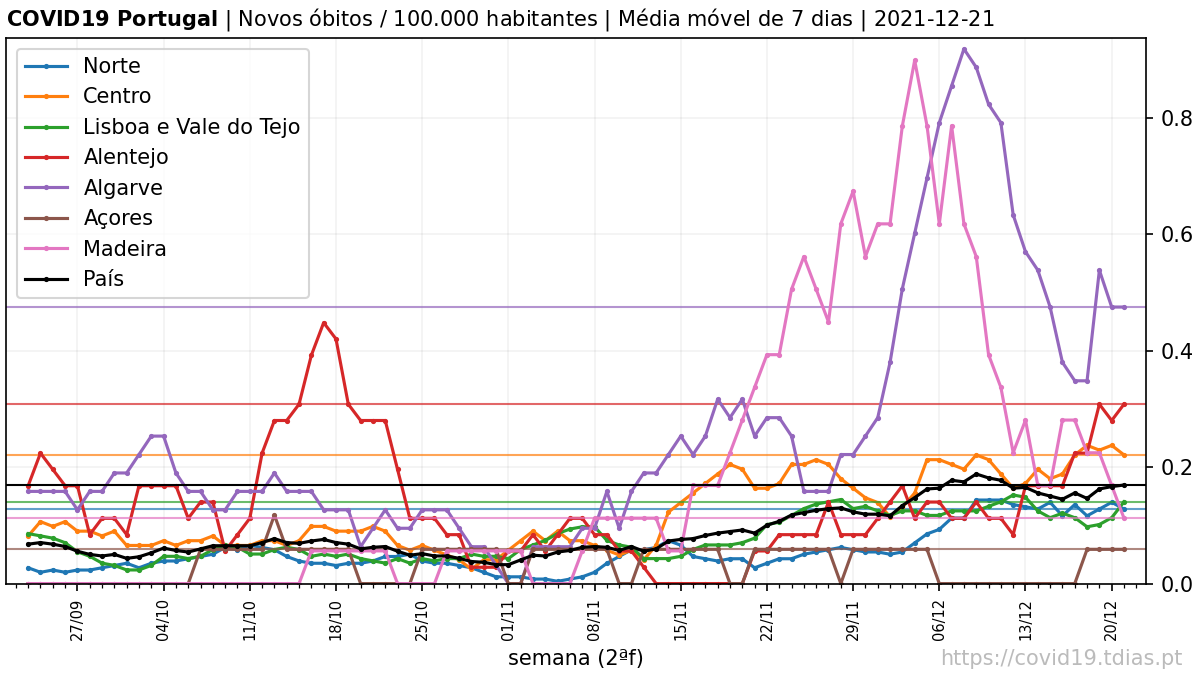 COVID19 Portugal | Novos óbitos / 100.000 habitantes | Média móvel de 7 dias | 2021-12-21
Norte
Centro
Lisboa e Vale do Tejo
Alentejo
Algarve
Açores
Madeira
País
0.8
0.6
0.4
0.2
0.0
27/09
04/10
11/10
18/10
25/10
01/11
08/11
15/11
22/11
29/11
06/12
13/12
20/12
semana (2ªf)
https://covid19.tdias.pt